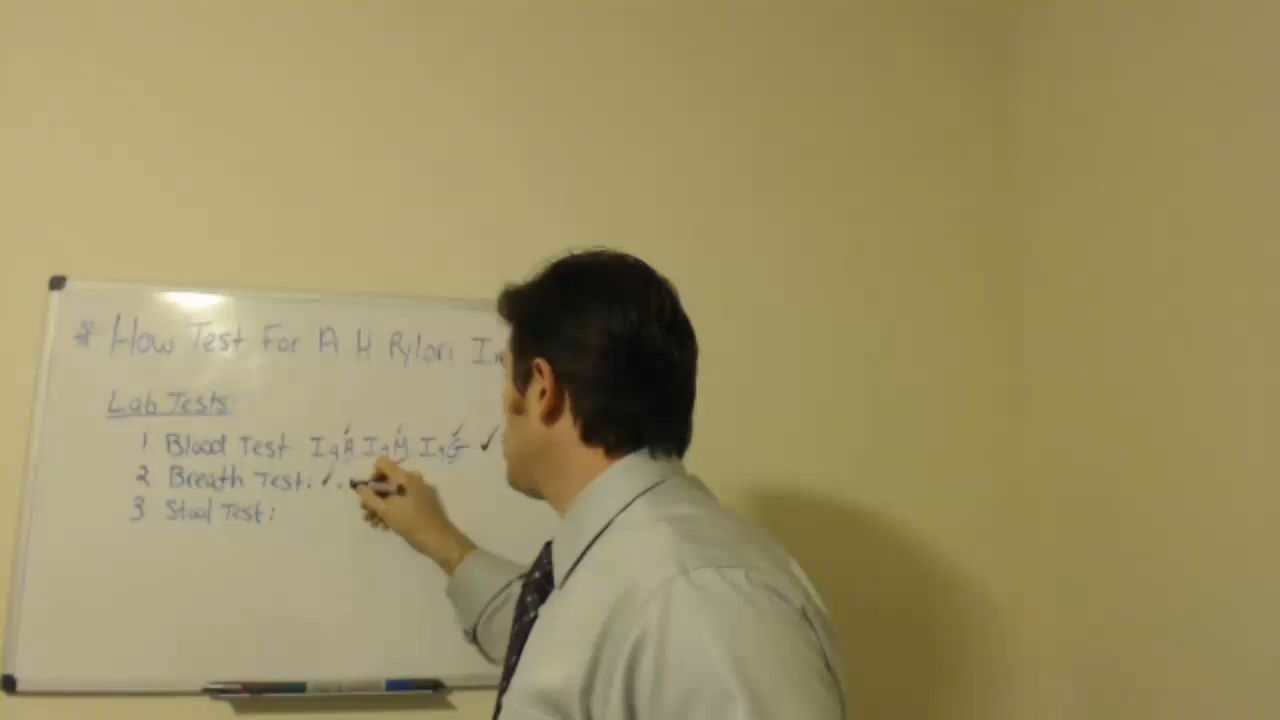 * How Test For A H Pylori
Lab Tests:
1 Blood Test IgA IgM IgG ✓
2 Breath Test: ✓
3 Stool Test: